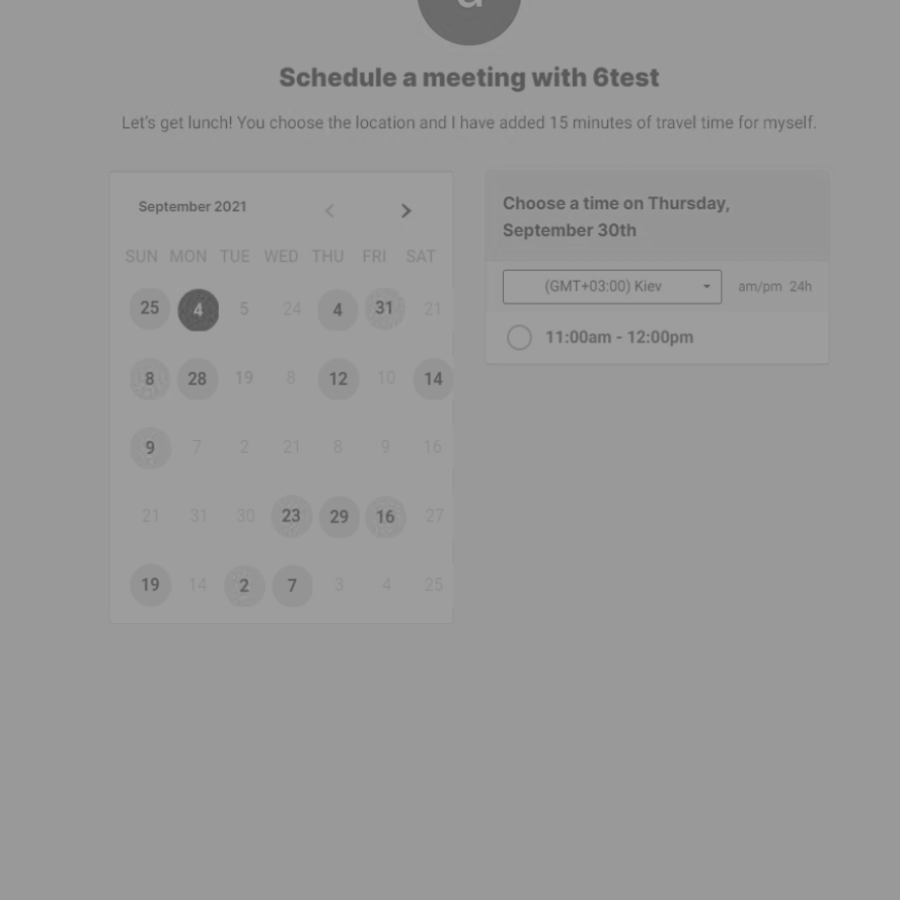 Schedule a meeting with 6test
Let's get lunch! You choose the location and I have added 15 minutes of travel time for myself.
September 2021
SUN MON TUE WED THU FRI SAT
25 4 5 24 4 31 21
8 28 19 8 12 10 14
9 7 2 21 8 9 16
21 31 30 23 29 16 27
19 14 2 7 3 4 25
Choose a time on Thursday,
September 30th
(GMT+03:00) Kiev am/pm 24h
11:00am - 12:00pm